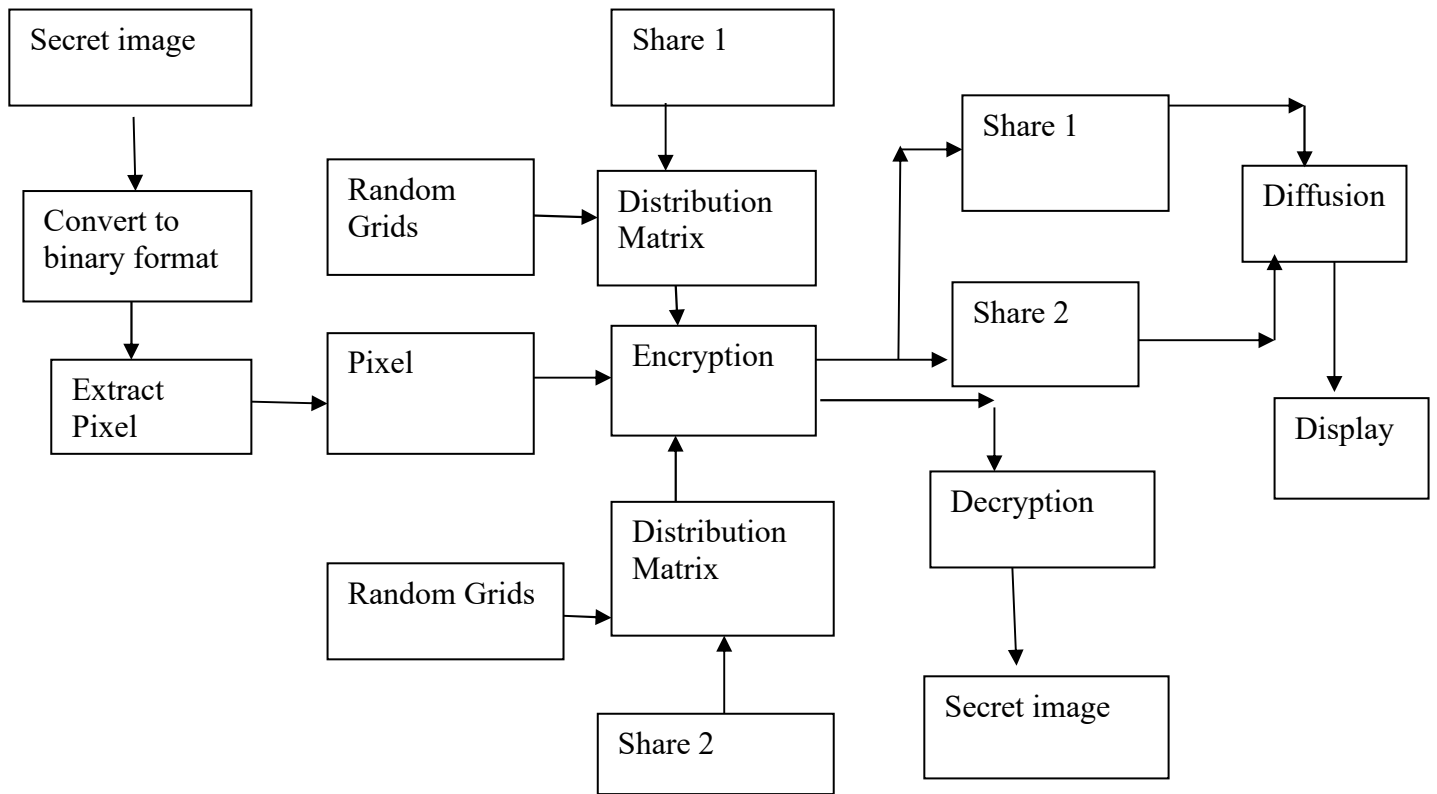 Secret image
Share 1
Share 1
Random
Grids
Distribution
Matrix
Diffusion
Convert to
binary format
Share 2
Pixel
Encryption
Extract
Pixel
Display
Decryption
Distribution
Matrix
Random Grids
Secret image
Share 2